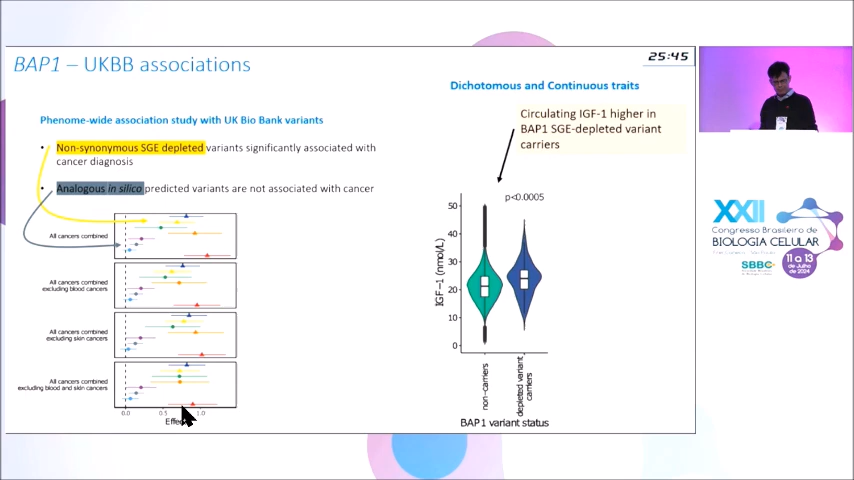 BAP1 – UKBB associations
25:45
Dichotomous and Continuous traits
Phenome-wide association study with UK Bio Bank variants
Circulating IGF-1 higher in
BAP1 SGE-depleted variant
carriers
• Non-synonymous SGE depleted variants significantly associated with
cancer diagnosis
• Analogous in silico predicted variants are not associated with cancer
All cancers combined
All cancers combined
excluding blood cancers
All cancers combined
excluding skin cancers
All cancers combined
excluding blood and skin cancers
0.0 0.5 1.0
p<0.0005
IGF-1 (nmol/L)
50
40
30
20
10
0
non-carriers
depleted variant
carriers
BAP1 variant status
XXII
Congresso Brasileiro de
BIOLOGIA CELULAR
SBBC
11 a 13
de Julho
de 2024